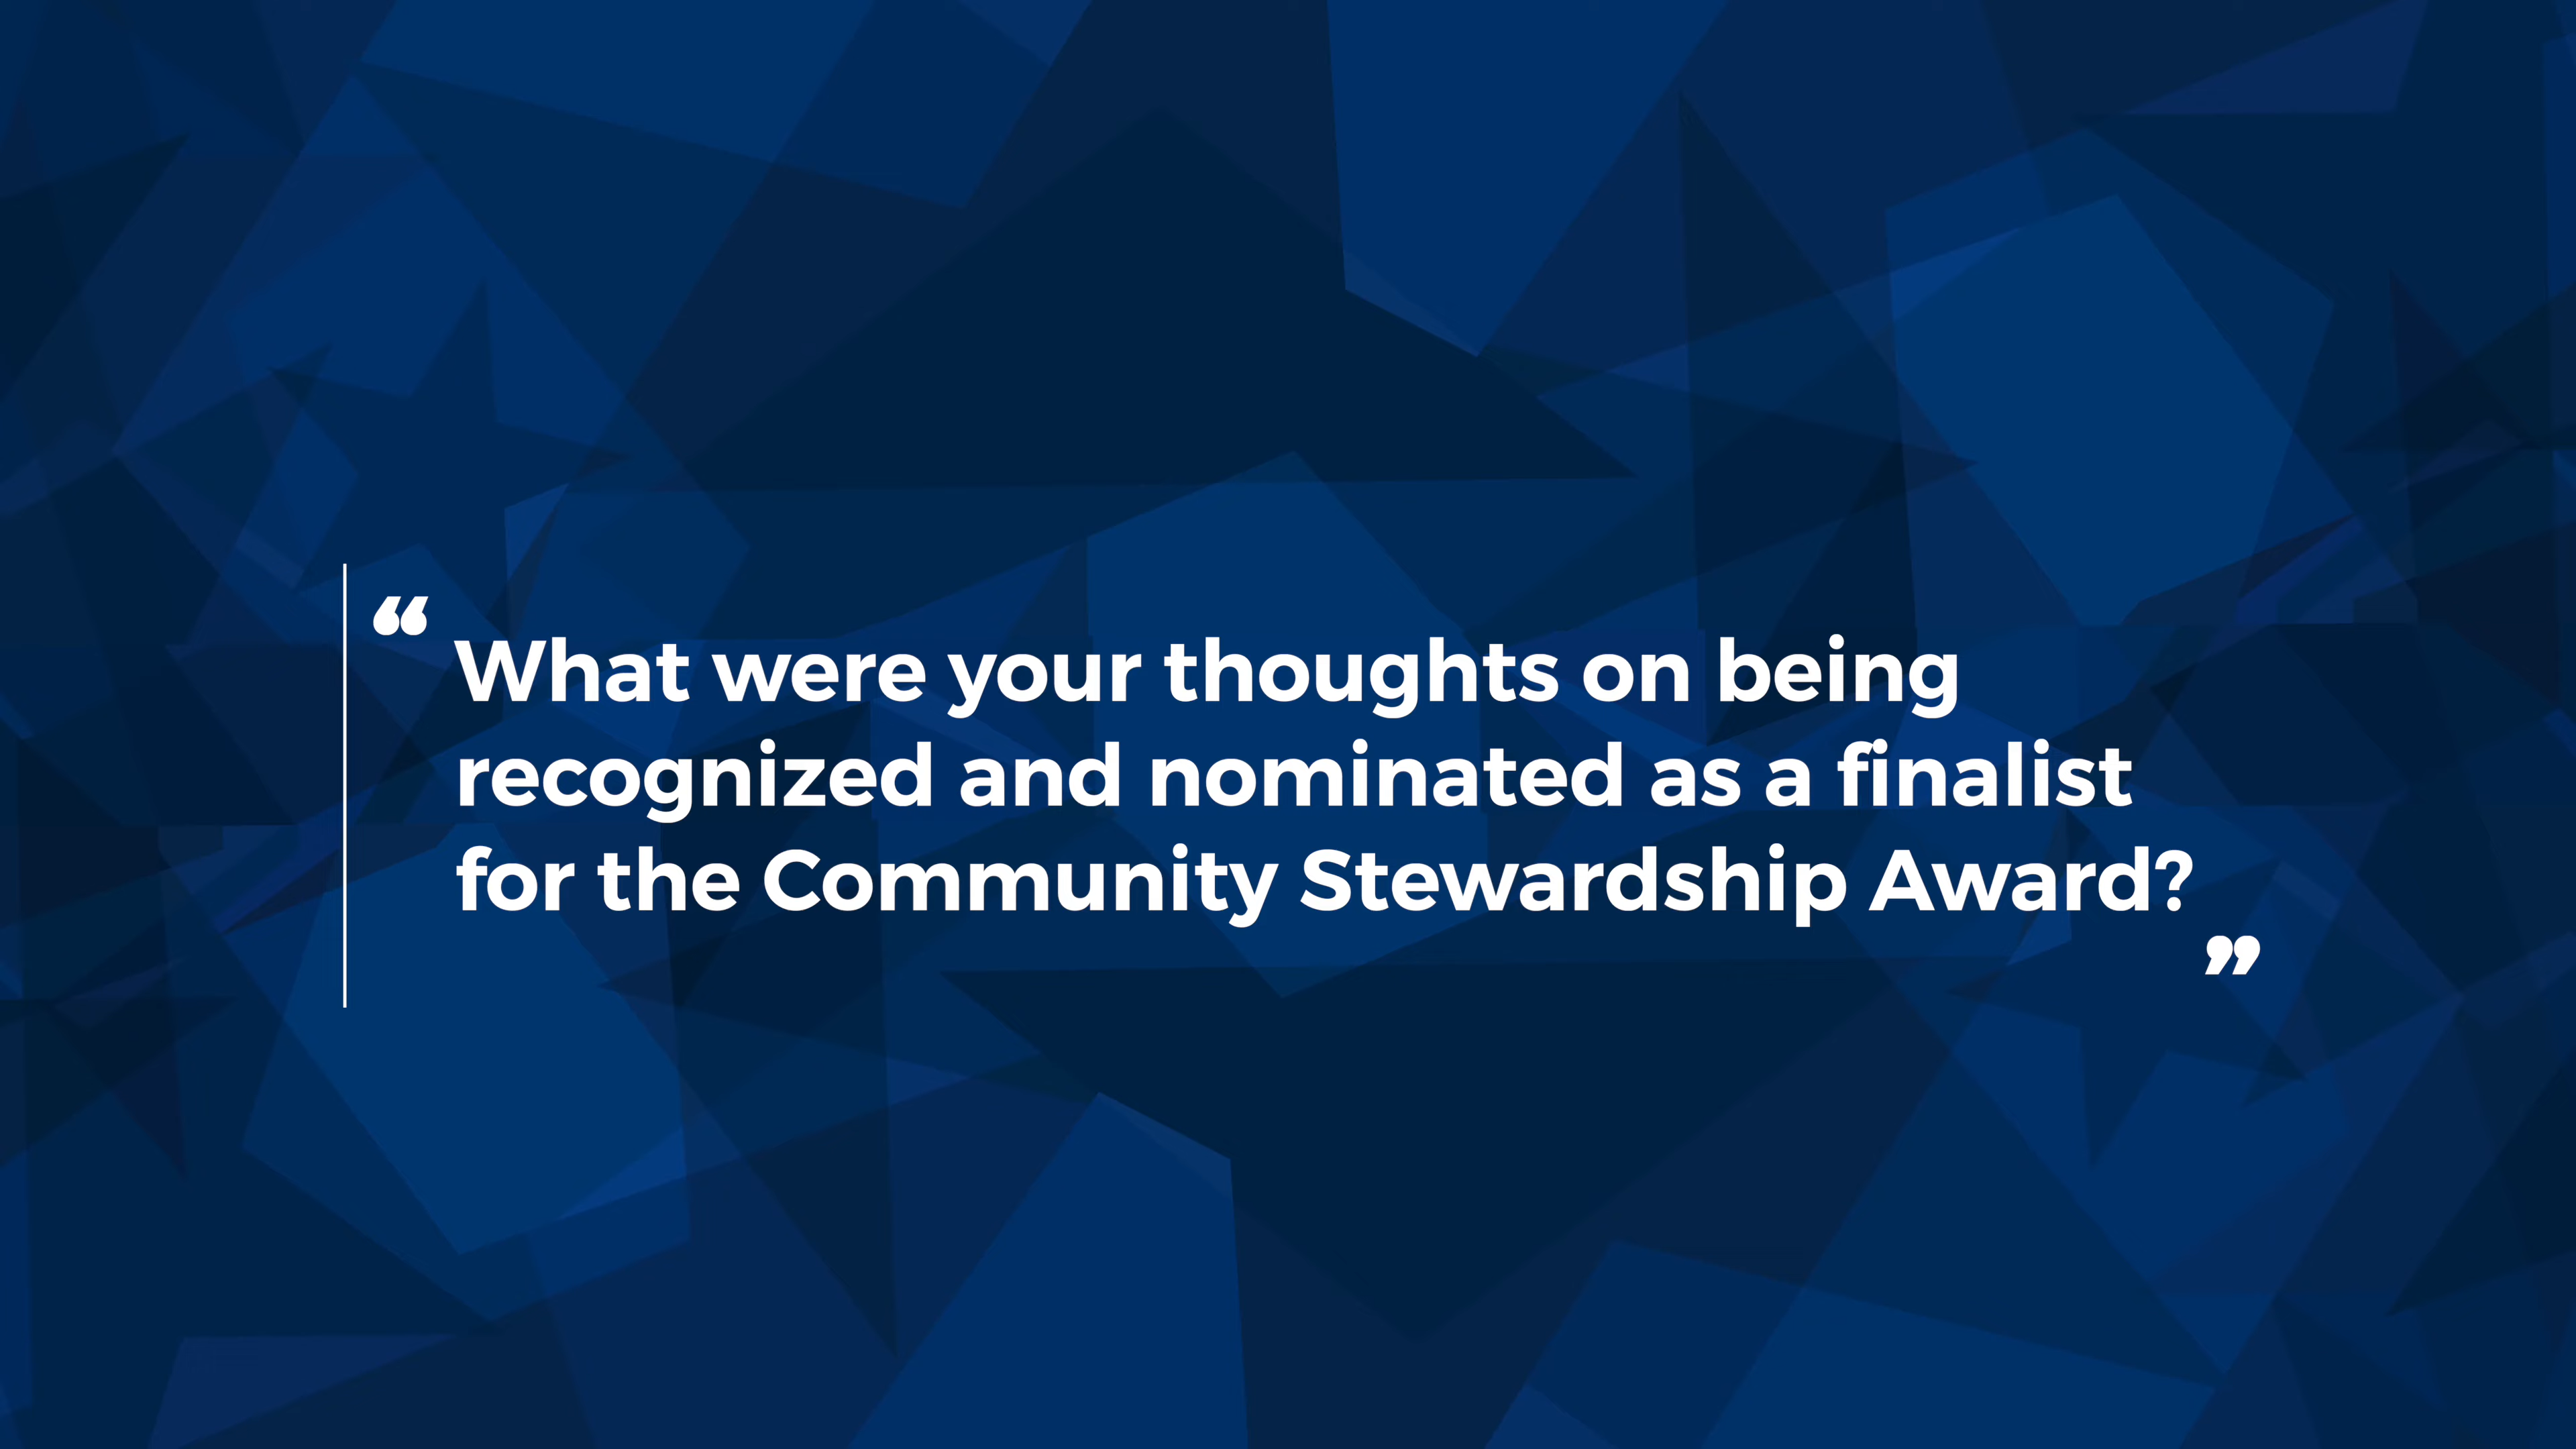 “ What were your thoughts on being
recognized and nominated as a finalist
for the Community Stewardship Award? ”